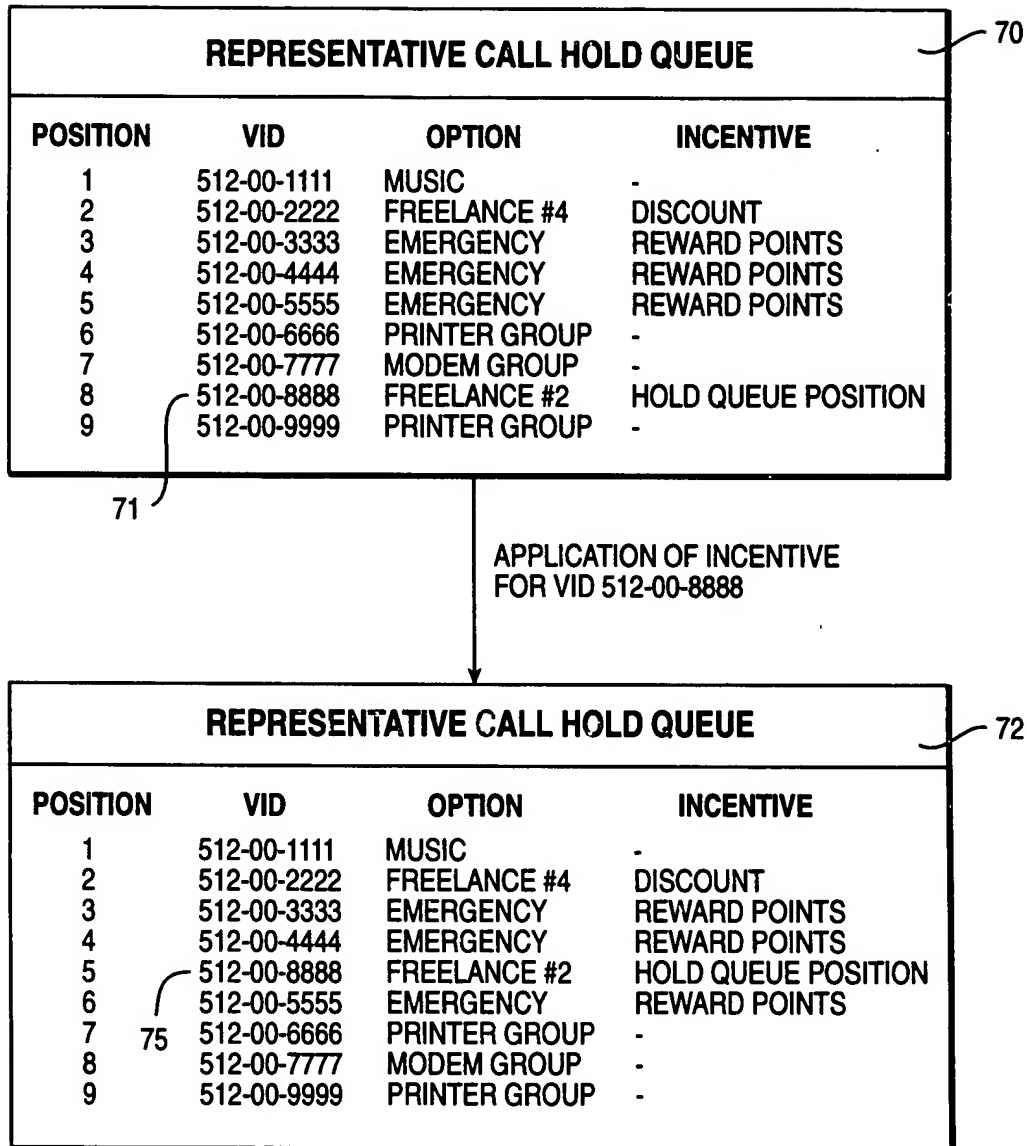 REPRESENTATIVE CALL HOLD QUEUE 70
POSITION VID OPTION INCENTIVE
1 512-00-1111 MUSIC -
2 512-00-2222 FREELANCE #4 DISCOUNT
3 512-00-3333 EMERGENCY REWARD POINTS
4 512-00-4444 EMERGENCY REWARD POINTS
5 512-00-5555 EMERGENCY REWARD POINTS
6 512-00-6666 PRINTER GROUP -
7 512-00-7777 MODEM GROUP -
8 512-00-8888 FREELANCE #2 HOLD QUEUE POSITION
9 512-00-9999 PRINTER GROUP -
71
APPLICATION OF INCENTIVE
FOR VID 512-00-8888
REPRESENTATIVE CALL HOLD QUEUE 72
POSITION VID OPTION INCENTIVE
1 512-00-1111 MUSIC -
2 512-00-2222 FREELANCE #4 DISCOUNT
3 512-00-3333 EMERGENCY REWARD POINTS
4 512-00-4444 EMERGENCY REWARD POINTS
5 512-00-8888 FREELANCE #2 HOLD QUEUE POSITION
6 512-00-5555 EMERGENCY REWARD POINTS
7 75 512-00-6666 PRINTER GROUP -
8 512-00-7777 MODEM GROUP -
9 512-00-9999 PRINTER GROUP -